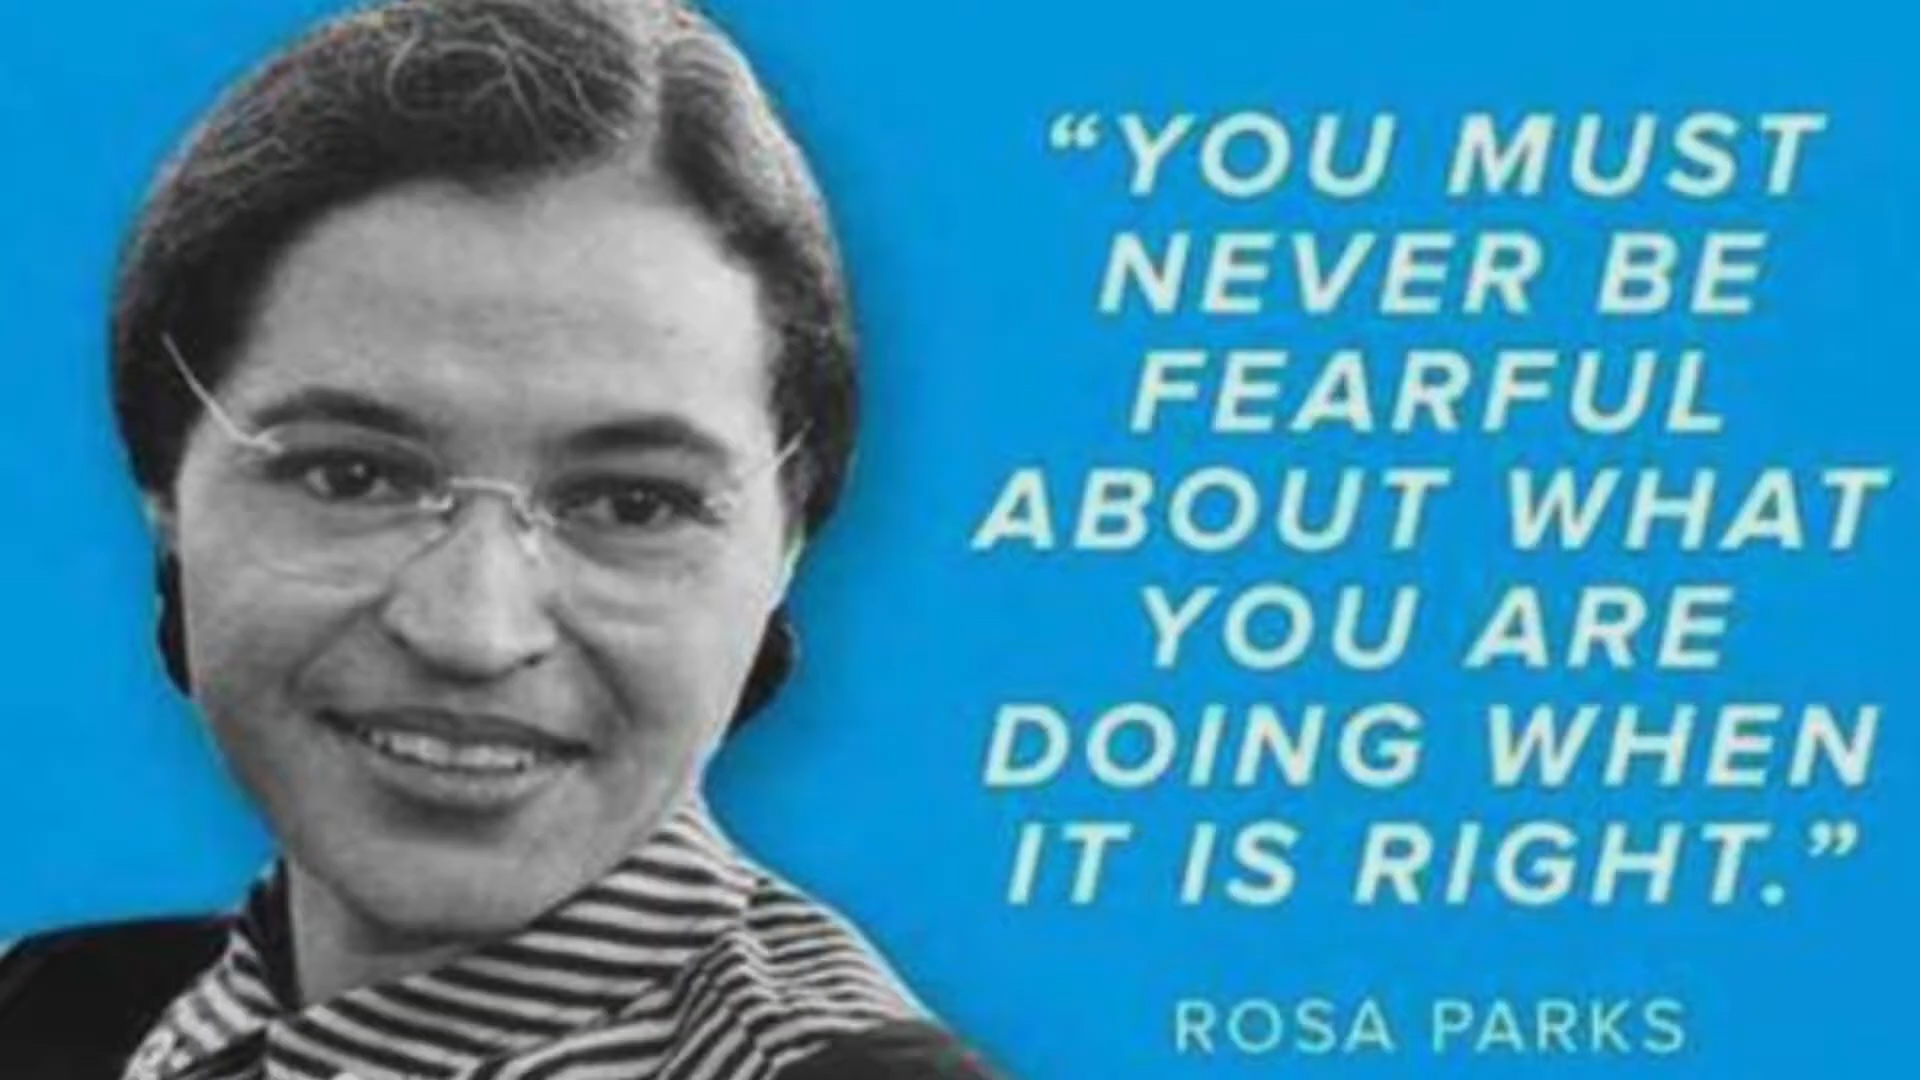 “YOU MUST
NEVER BE
FEARFUL
ABOUT WHAT
YOU ARE
DOING WHEN
IT IS RIGHT.”
ROSA PARKS